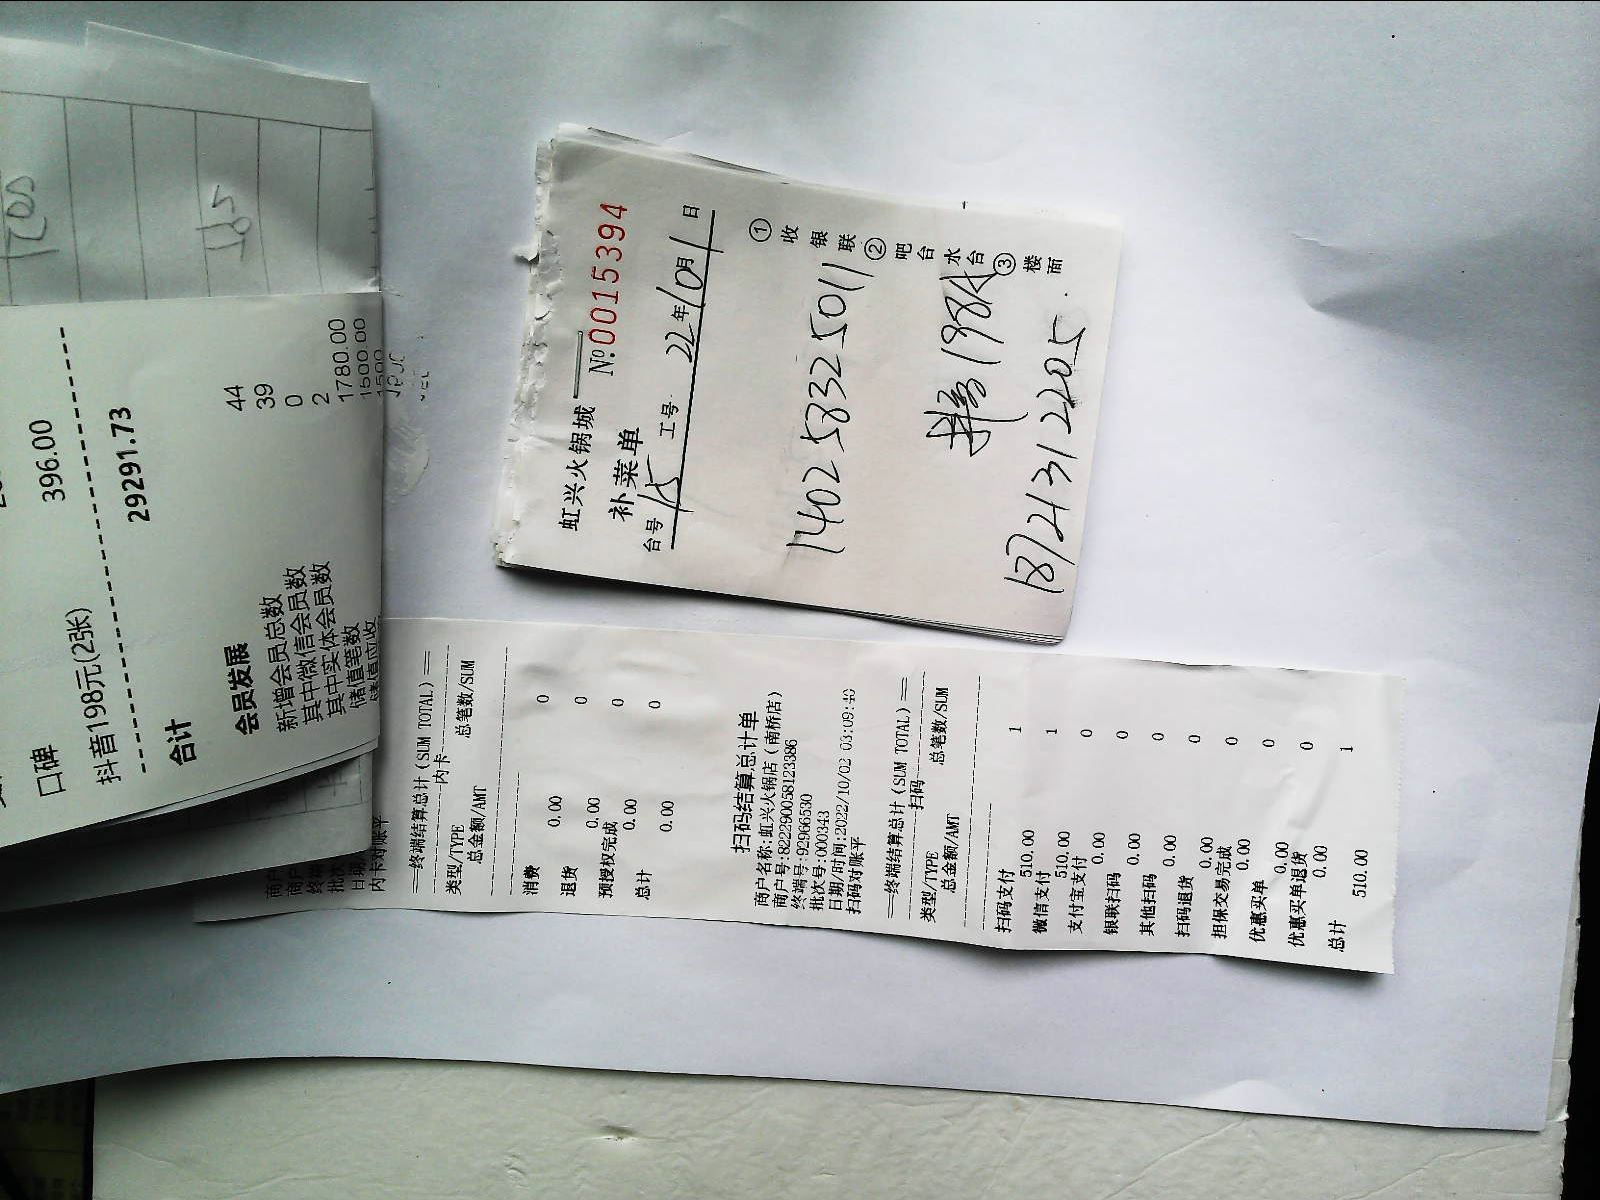 口碑 396.00
抖音198元(2张)
合计 29291.73
会员发展
新增会员总数 44
其中微信会员数 39
其中实体会员数 0
储值笔数 2
储值应收 1780.00
1500.00
虹兴火锅城
补菜单 №:0015394
台号 115 工号 22年10月1日
①收银联②吧台水台③楼面
14025832501
18721312205.
内卡对账平
==终端结算总计(SUM TOTAL)==
内卡
类型/TYPE 总笔数/SUM
总金额/AMT
消费 0
0.00
退货 0
0.00
预授权完成 0
0.00
总计 0
0.00
扫码结算总计单
商户名称:虹兴火锅店(南桥店)
商户号:822290058123386
终端号:92966530
批次号:000343
日期/时间:2022/10/02 03:09:40
扫码对账平
==终端结算总计(SUM TOTAL)==
扫码
类型/TYPE 总笔数/SUM
总金额/AMT
扫码支付 1
510.00
微信支付 1
510.00
支付宝支付 0
0.00
银联扫码 0
0.00
其他扫码 0
0.00
扫码退货 0
0.00
担保交易完成 0
0.00
优惠买单 0
0.00
优惠买单退货 0
0.00
总计 1
510.00